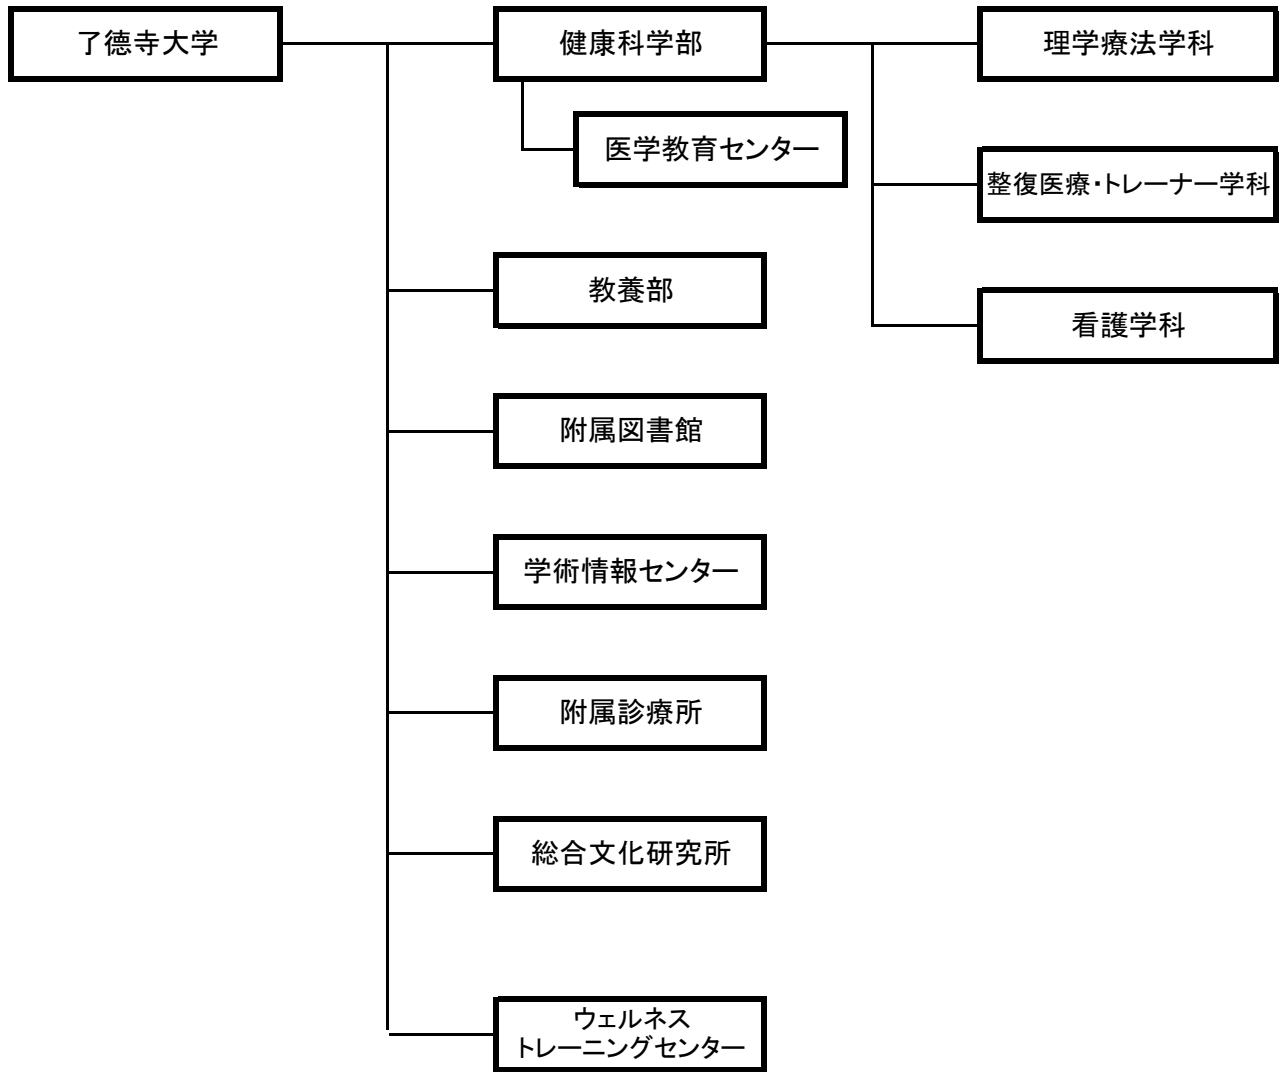 了德寺大学
健康科学部
理学療法学科
医学教育センター
整復医療・トレーナー学科
教養部
看護学科
附属図書館
学術情報センター
附属診療所
総合文化研究所
ウェルネス
トレーニングセンター